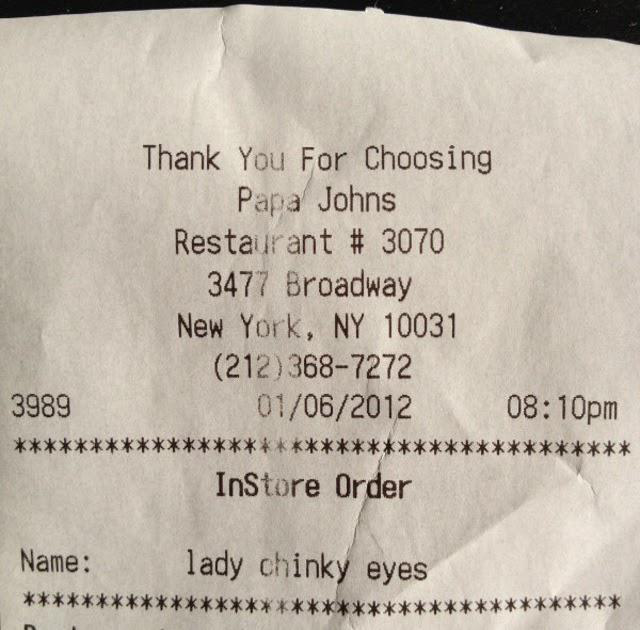 Thank You For Choosing
Papa Johns
Restaurant # 3070
3477 Broadway
New York, NY 10031
(212)368-7272
3989 01/06/2012 08:10pm
****************************************
InStore Order
Name: lady chinky eyes
****************************************